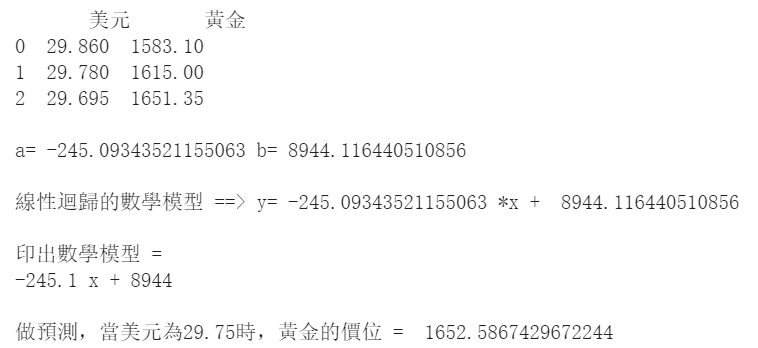 美元 黃金
0 29.860 1583.10
1 29.780 1615.00
2 29.695 1651.35
a= -245.09343521155063 b= 8944.116440510856
線性迴歸的數學模型 ==> y= -245.09343521155063 *x + 8944.116440510856
印出數學模型 =
-245.1 x + 8944
做預測，當美元為29.75時，黃金的價位 = 1652.5867429672244